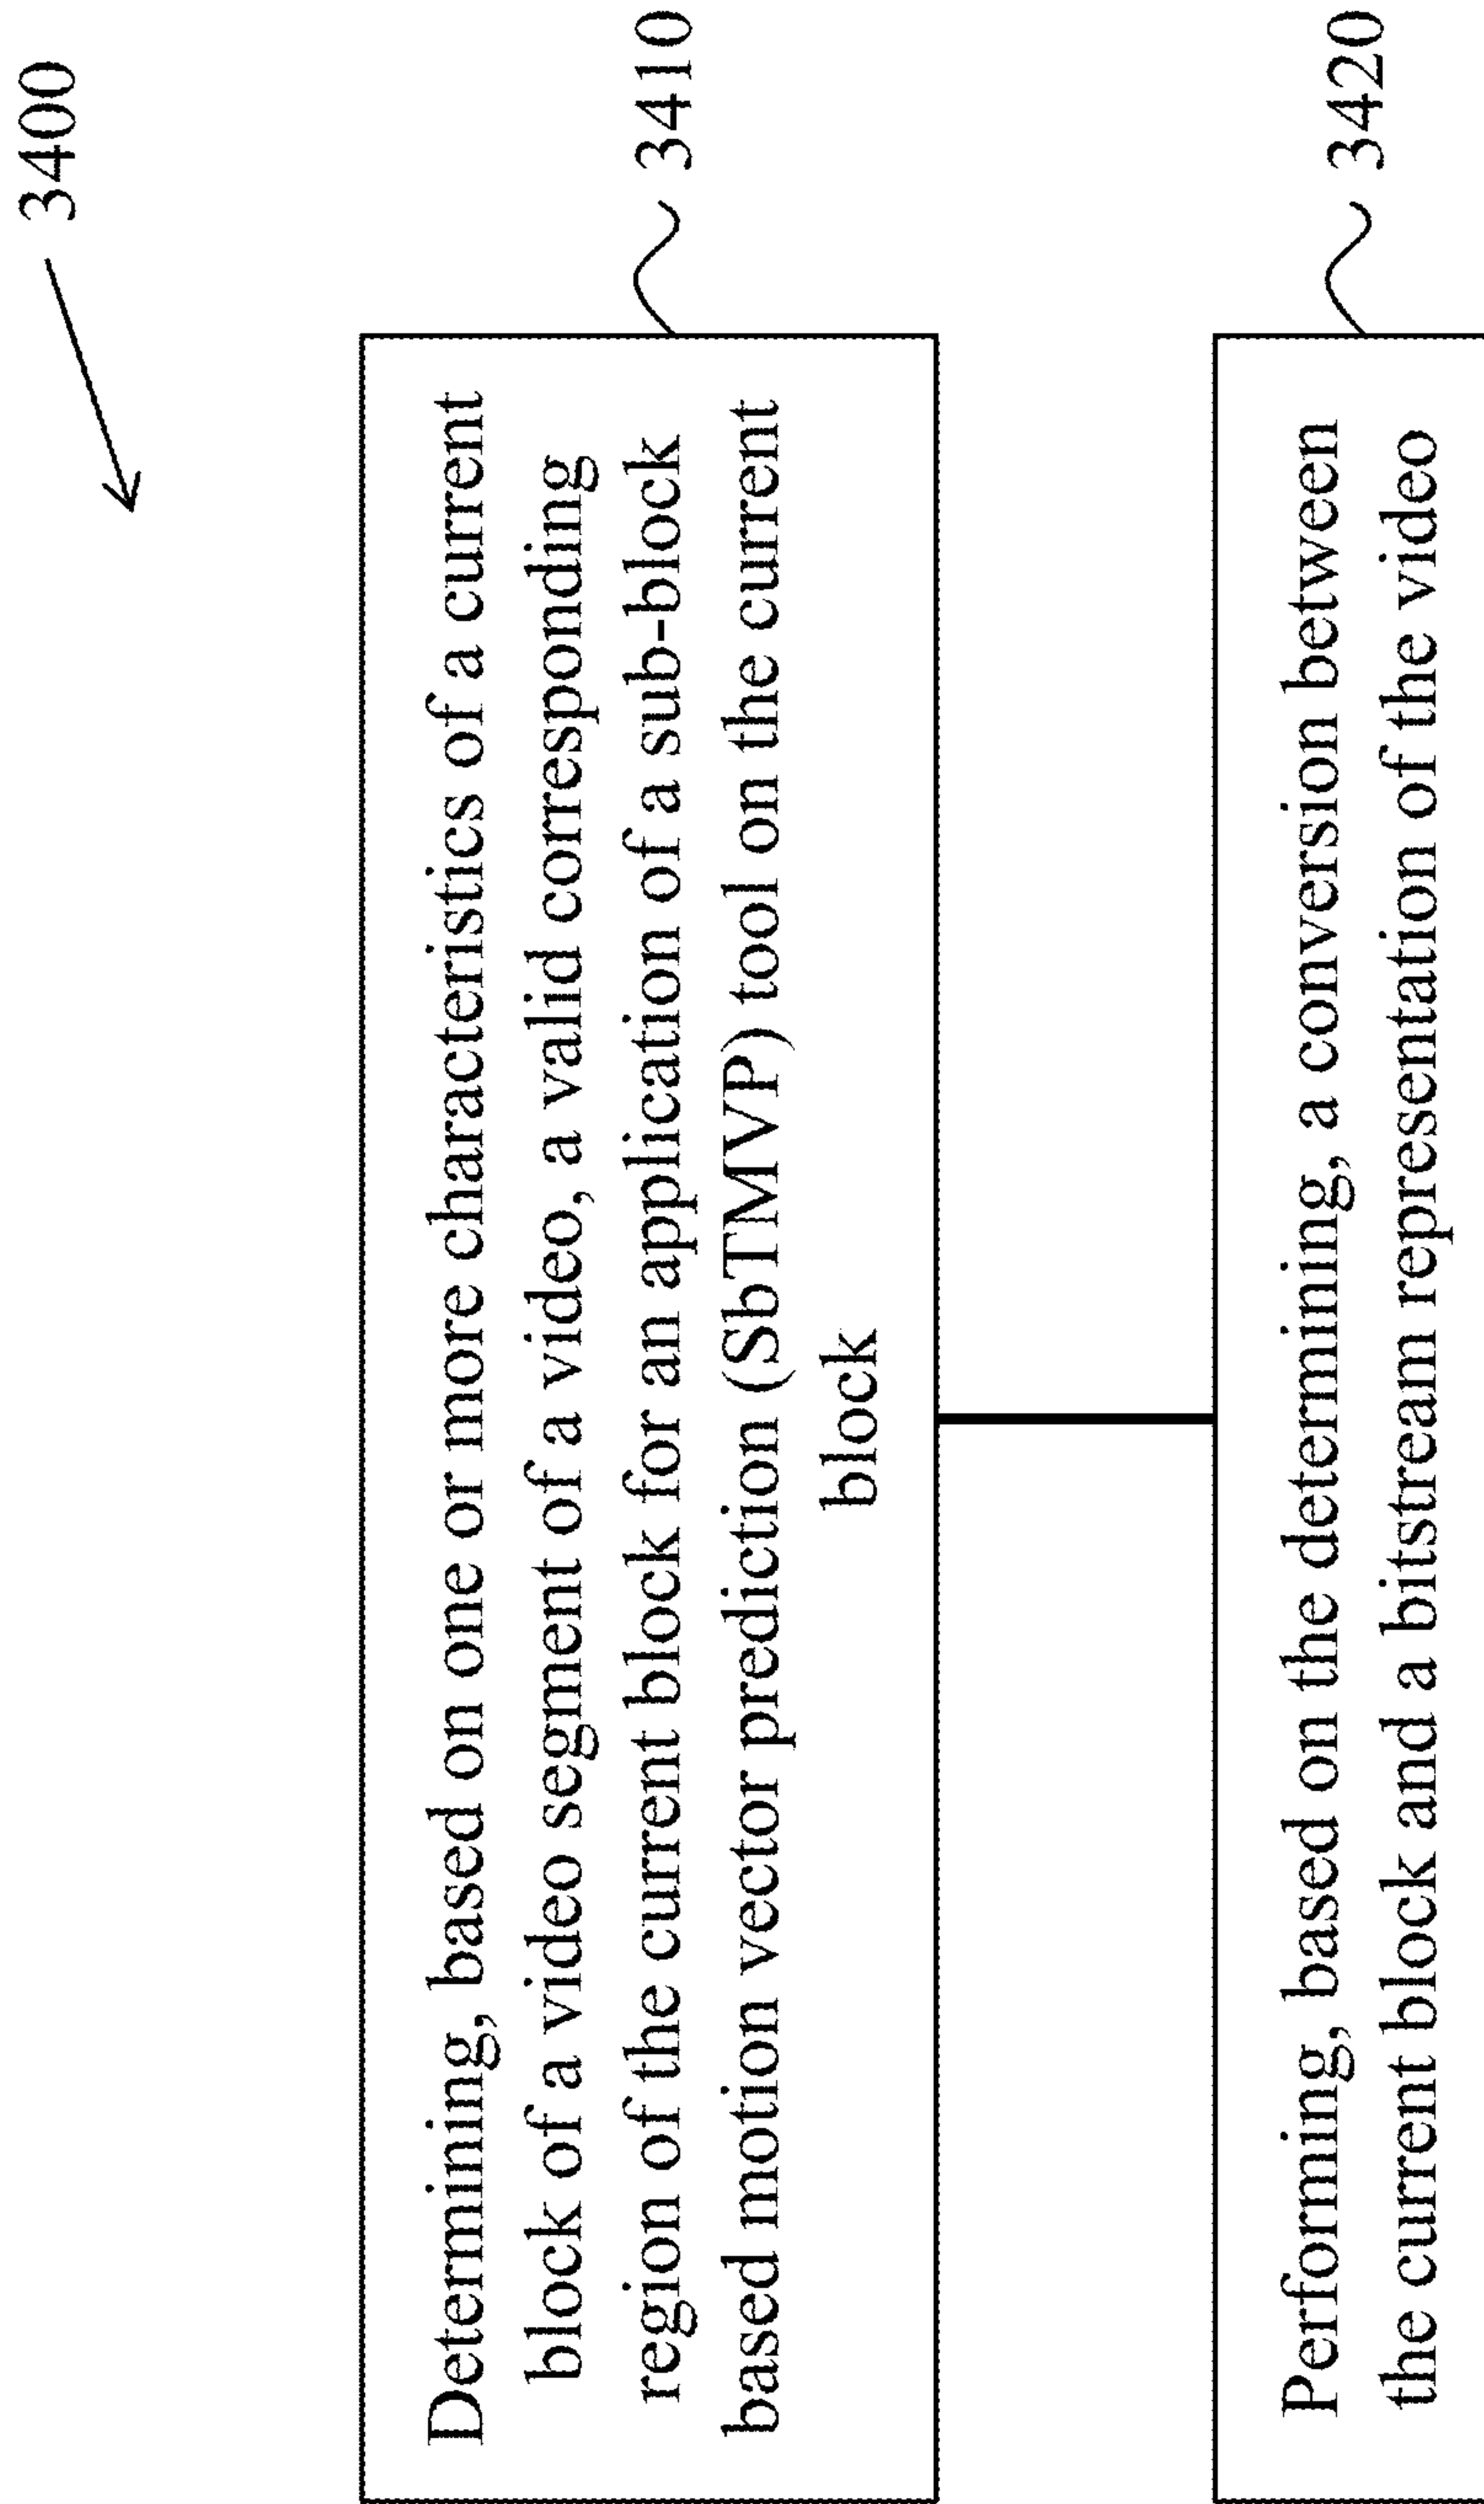 3400
Determining, based on one or more characteristics of a current
block of a video segment of a video, a valid corresponding
region of the current block for an application of a sub-block
based motion vector prediction (SbTMVP) tool on the current
block
3410
Performing, based on the determining, a conversion between
the current block and a bitstream representation of the video
3420